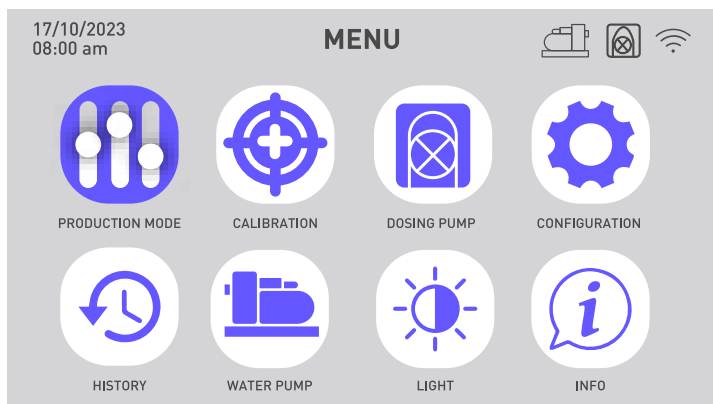 17/10/2023
08:00 am
MENU
PRODUCTION MODE
CALIBRATION
DOSING PUMP
CONFIGURATION
HISTORY
WATER PUMP
LIGHT
i
INFO